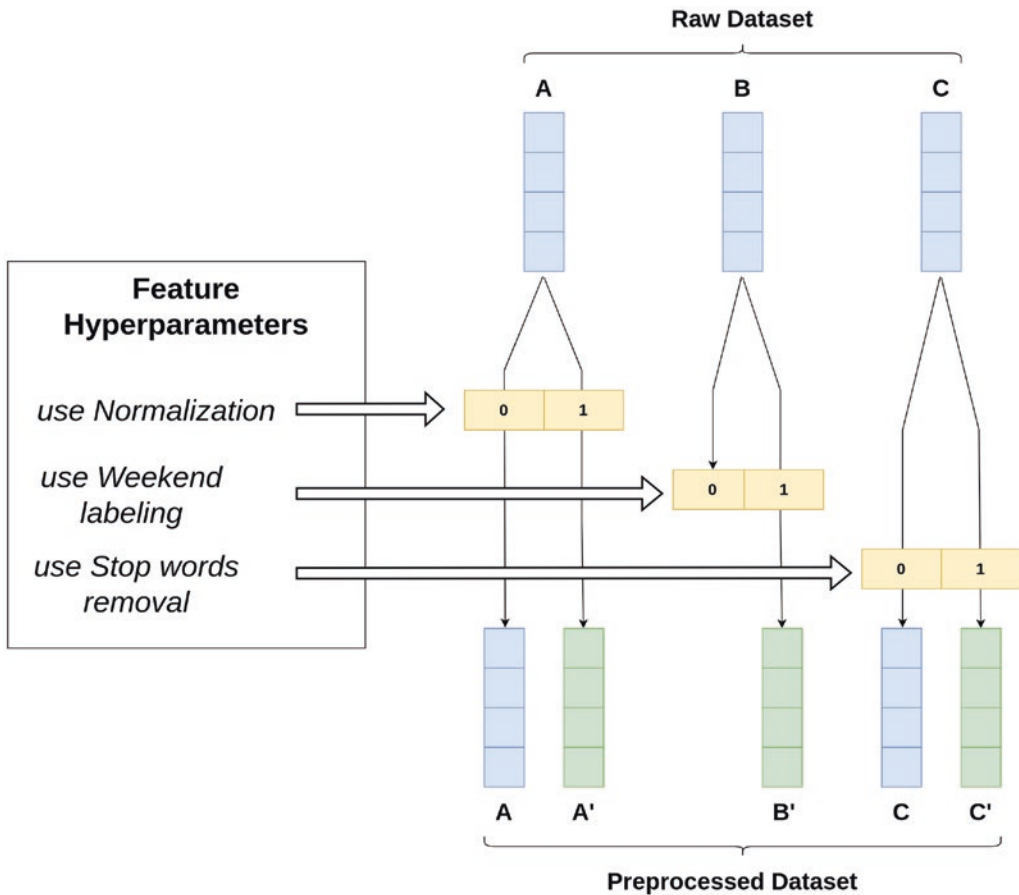 Raw Dataset
A
B
C
Feature
Hyperparameters
use Normalization
0
1
use Weekend
labeling
0
1
use Stop words
removal
0
1
A
A'
B'
C
C'
Preprocessed Dataset